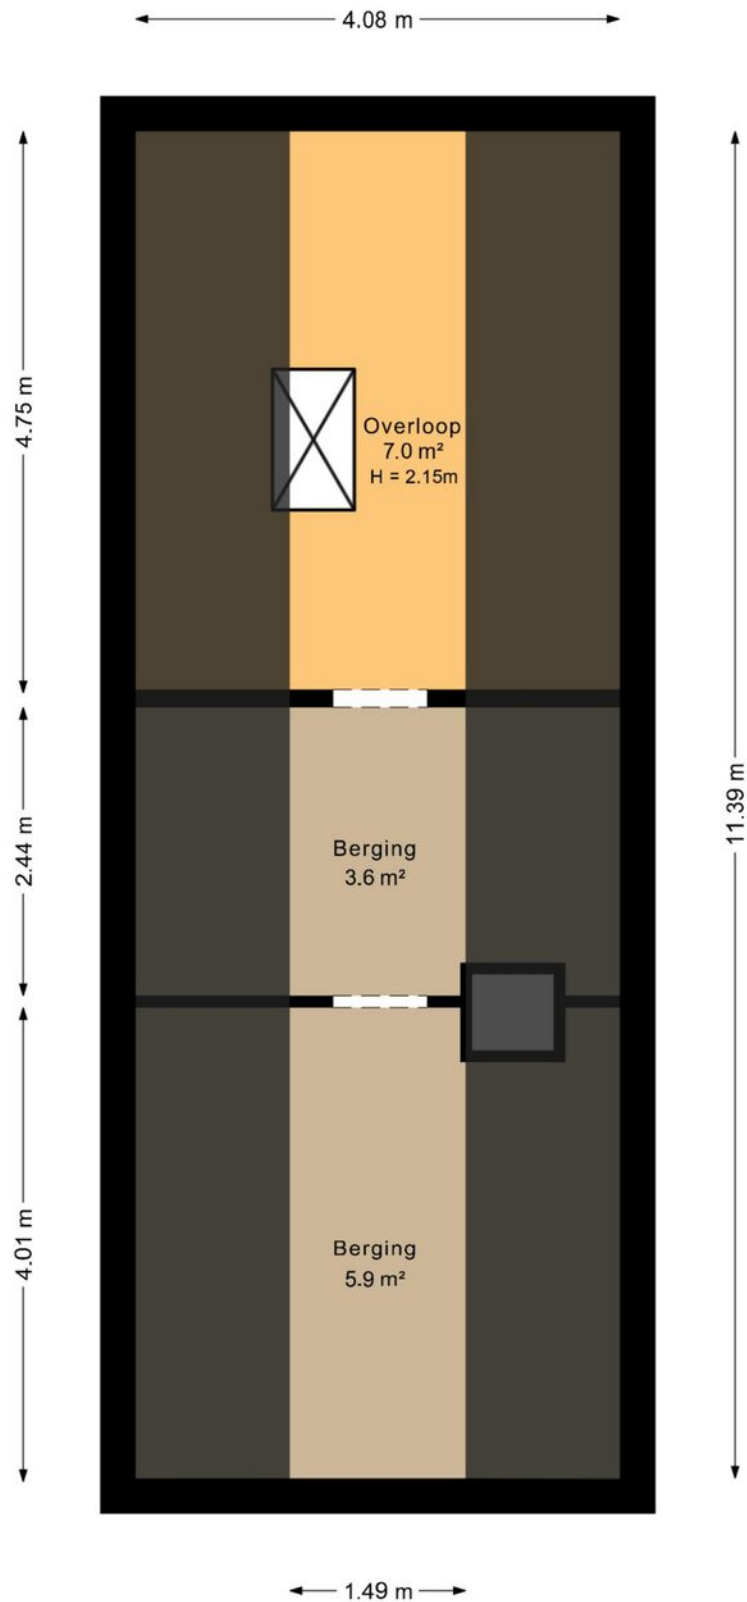 4.08 m
4.75 m
Overloop
7.0 m²
H = 2.15m
11.39 m
2.44 m
Berging
3.6 m²
4.01 m
Berging
5.9 m²
1.49 m